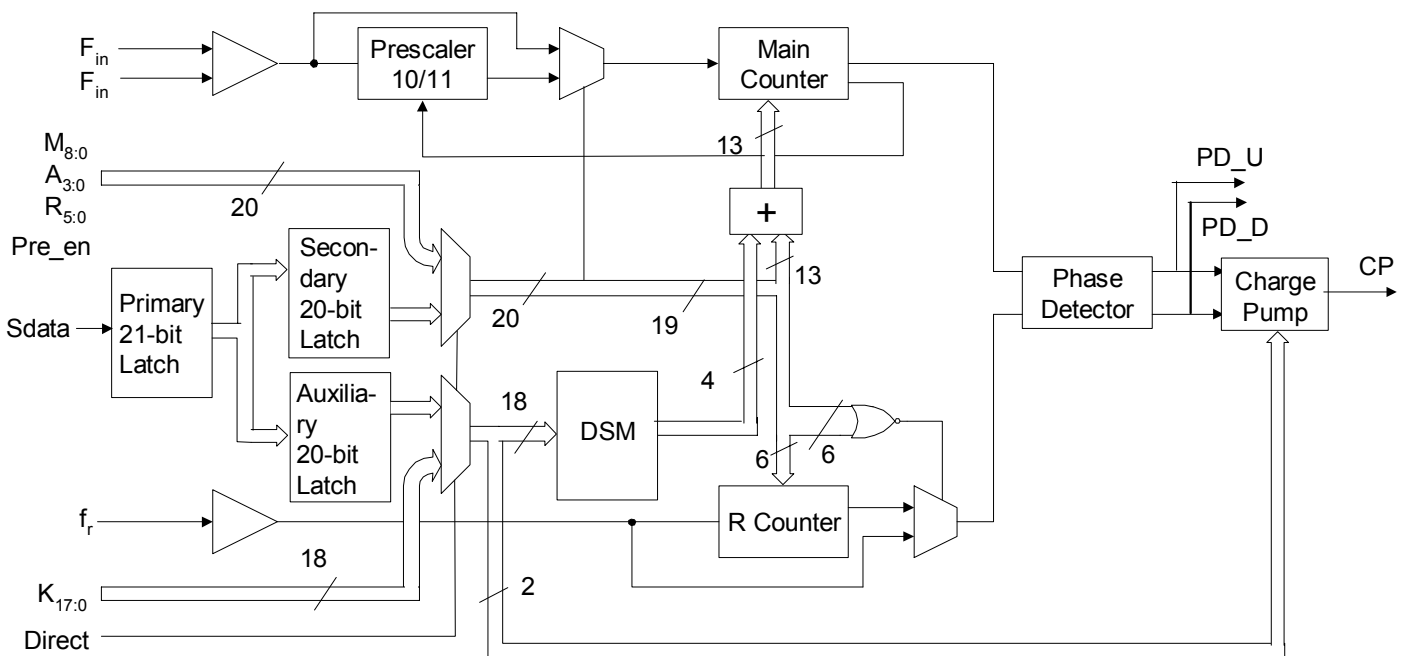 F_in
F_in
Prescaler
10/11
Main
Counter
13
M_8:0
A_3:0
R_5:0
Pre_en
20
+
PD_U
PD_D
Sdata
Primary
21-bit
Latch
Secon-
dary
20-bit
Latch
20
19
13
Phase
Detector
Charge
Pump
CP
Auxilia-
ry
20-bit
Latch
18
DSM
4
6
6
f_r
R Counter
18
K_17:0
2
Direct